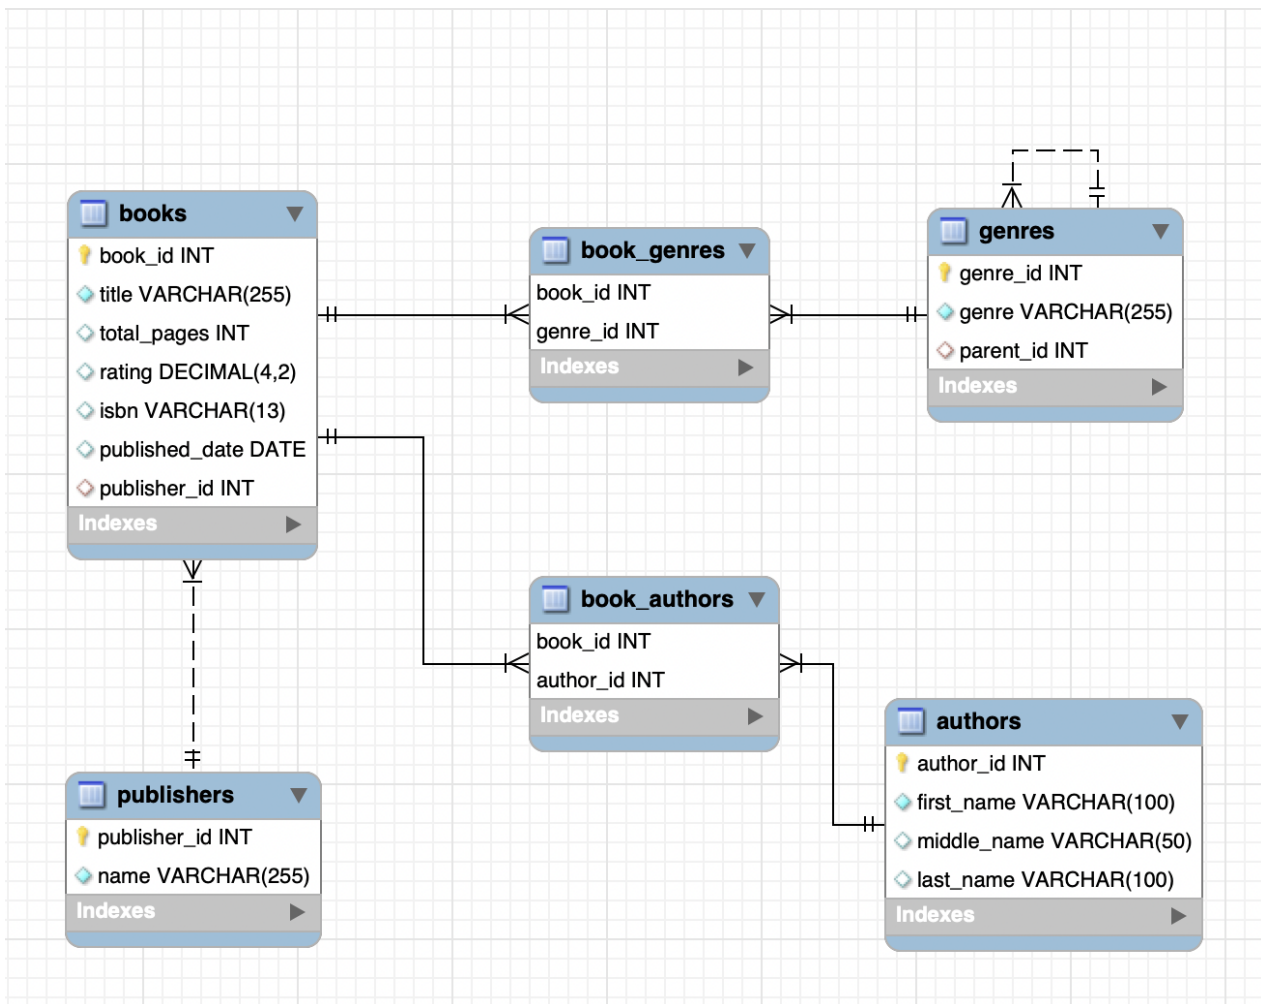 books
book_id INT
title VARCHAR(255)
total_pages INT
rating DECIMAL(4,2)
isbn VARCHAR(13)
published_date DATE
publisher_id INT
Indexes
book_genres
book_id INT
genre_id INT
Indexes
genres
genre_id INT
genre VARCHAR(255)
parent_id INT
Indexes
book_authors
book_id INT
author_id INT
Indexes
publishers
publisher_id INT
name VARCHAR(255)
Indexes
authors
author_id INT
first_name VARCHAR(100)
middle_name VARCHAR(50)
last_name VARCHAR(100)
Indexes